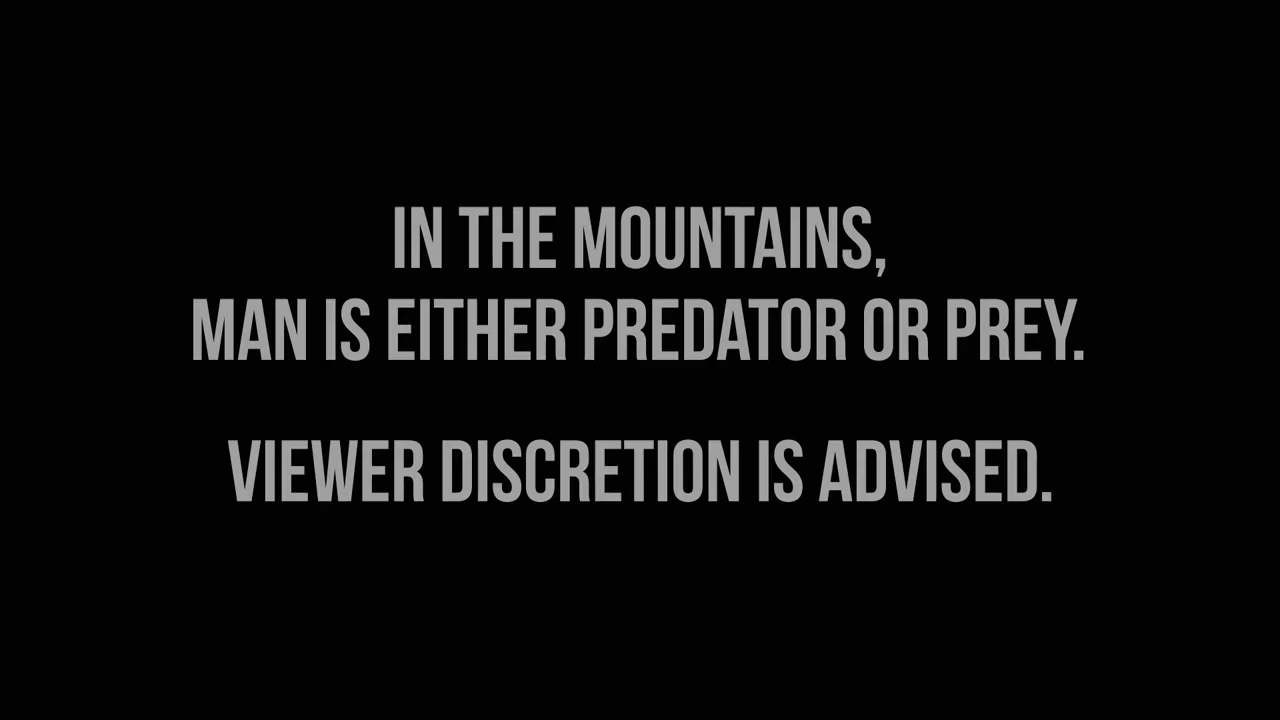 IN THE MOUNTAINS,
MAN IS EITHER PREDATOR OR PREY.
VIEWER DISCRETION IS ADVISED.